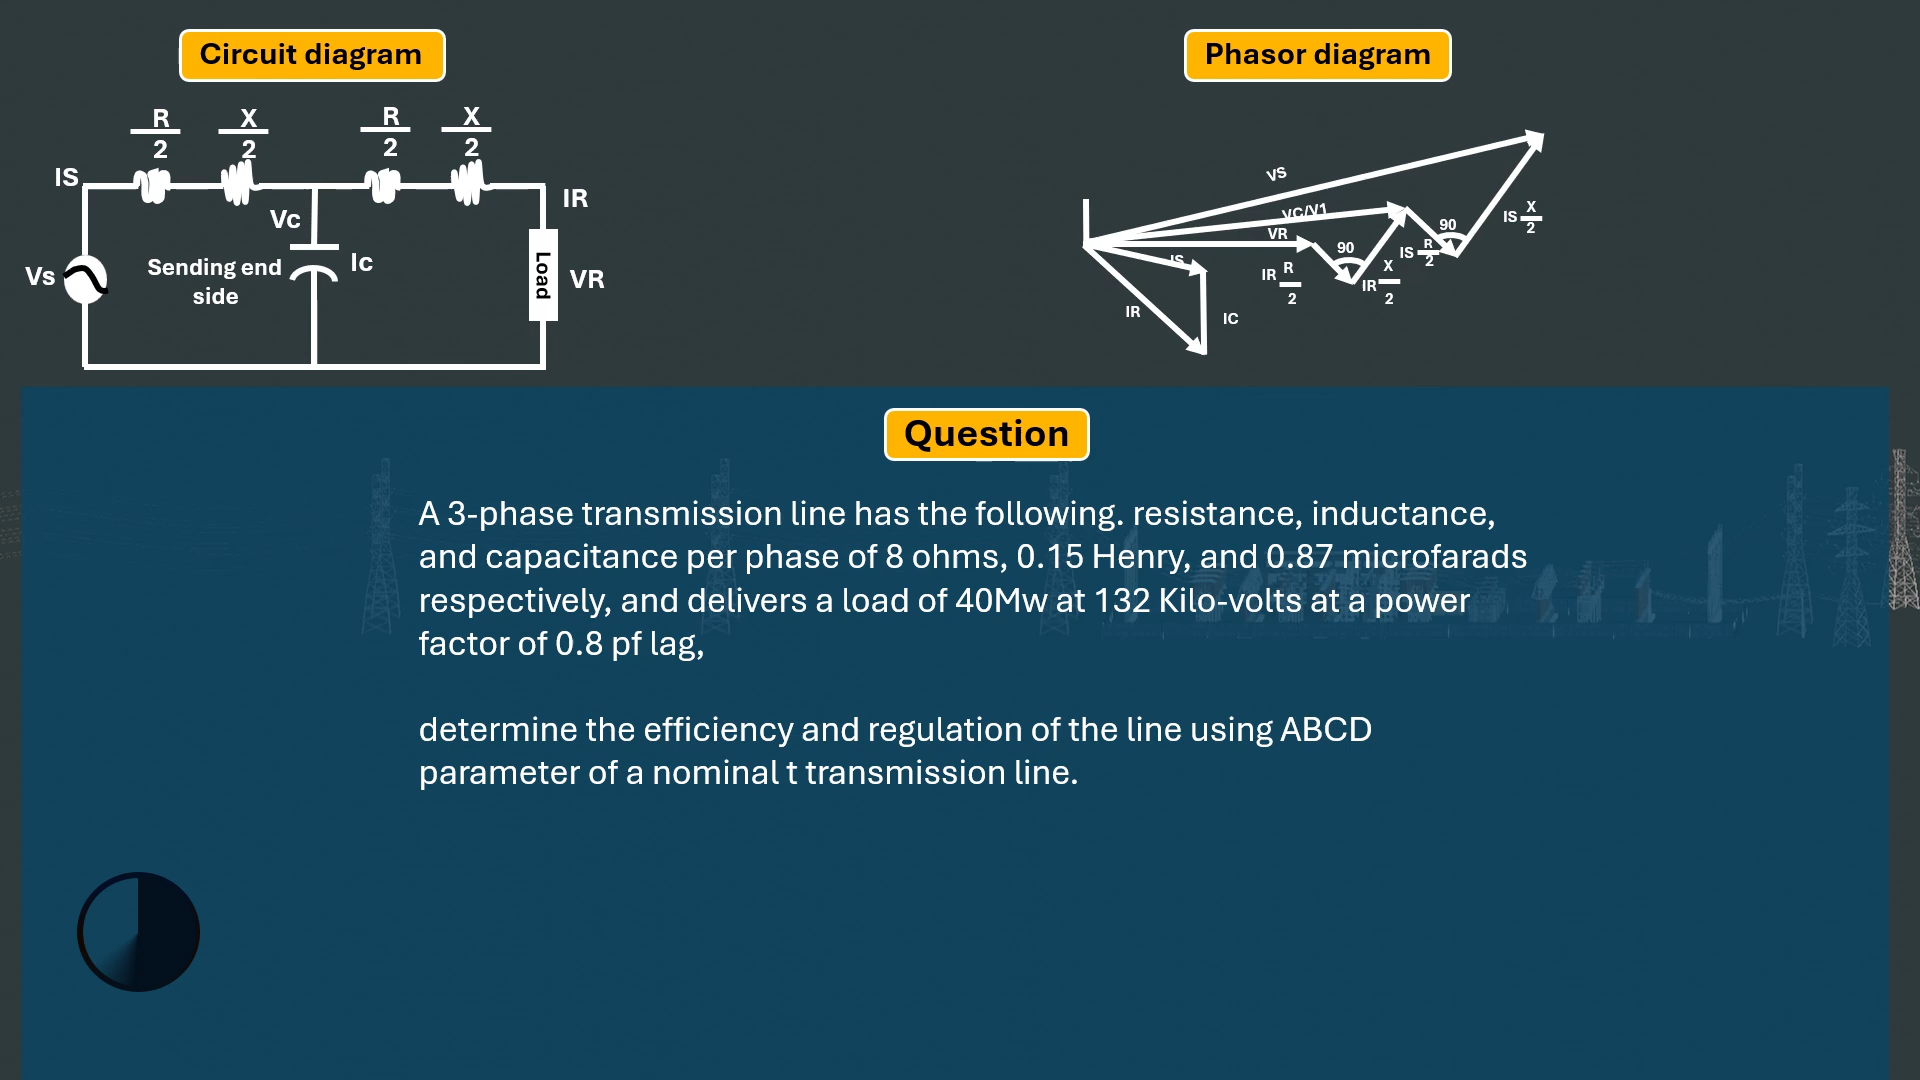 Circuit diagram
Phasor diagram
R
2
X
2
R
2
X
2
IS
IR
Vc
Ic
Vs
Sending end
side
Load
VR
VS
VC/V1
VR
IS
IR
IC
IR R
2
90
IR X
2
IS R
2
90
IS X
2
Question
A 3-phase transmission line has the following. resistance, inductance,
and capacitance per phase of 8 ohms, 0.15 Henry, and 0.87 microfarads
respectively, and delivers a load of 40Mw at 132 Kilo-volts at a power
factor of 0.8 pf lag,
determine the efficiency and regulation of the line using ABCD
parameter of a nominal t transmission line.